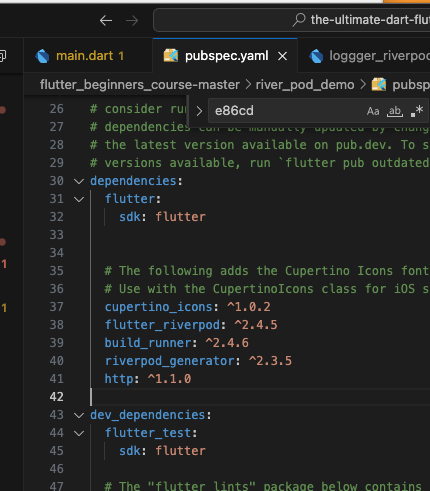 the-ultimate-dart-flut
main.dart 1
pubspec.yaml
loggger_riverpod
flutter_beginners_course-master > river_pod_demo > pubsp
e86cd
Aa ab .*
26 # consider run
27 # dependencies can be manually updated by chang
28 # the latest version available on pub.dev. To s
29 # versions available, run `flutter pub outdated
30 dependencies:
31 flutter:
32 sdk: flutter
33
34
35 # The following adds the Cupertino Icons font
36 # Use with the CupertinoIcons class for iOS s
37 cupertino_icons: ^1.0.2
38 flutter_riverpod: ^2.4.5
39 build_runner: ^2.4.6
40 riverpod_generator: ^2.3.5
41 http: ^1.1.0
42
43 dev_dependencies:
44 flutter_test:
45 sdk: flutter
46
47 # The "flutter_lints" package below contains
1
1